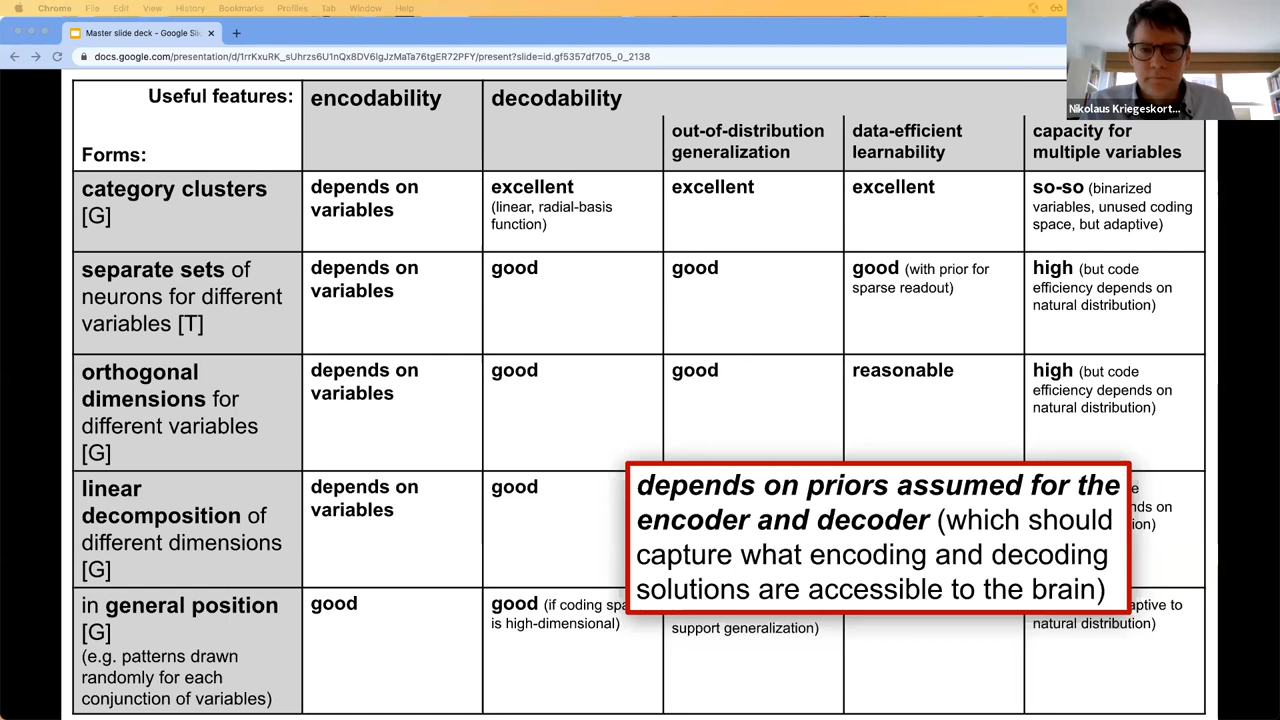 Chrome File Edit View History Bookmarks Profiles Tab Window Help
Master slide deck - Google Sli
docs.google.com/presentation/d/1rrKxuRK_sUhrzs6U1nQx8DV6lgJzMaTa76tgER72PFY/present?slide=id.gf5357df705_0_2138
Nikolaus Kriegeskort...
Useful features:
Forms:
encodability
decodability
out-of-distribution
generalization
data-efficient
learnability
capacity for
multiple variables
category clusters
[G]
depends on
variables
excellent
(linear, radial-basis
function)
excellent
excellent
so-so (binarized
variables, unused coding
space, but adaptive)
separate sets of
neurons for different
variables [T]
depends on
variables
good
good
good (with prior for
sparse readout)
high (but code
efficiency depends on
natural distribution)
orthogonal
dimensions for
different variables
[G]
depends on
variables
good
good
reasonable
high (but code
efficiency depends on
natural distribution)
linear
decomposition of
different dimensions
[G]
depends on
variables
good
depends on priors assumed for the
encoder and decoder (which should
capture what encoding and decoding
solutions are accessible to the brain)
in general position
[G]
(e.g. patterns drawn
randomly for each
conjunction of variables)
good
good (if coding
is high-dimensional)
support generalization)
to
natural distribution)